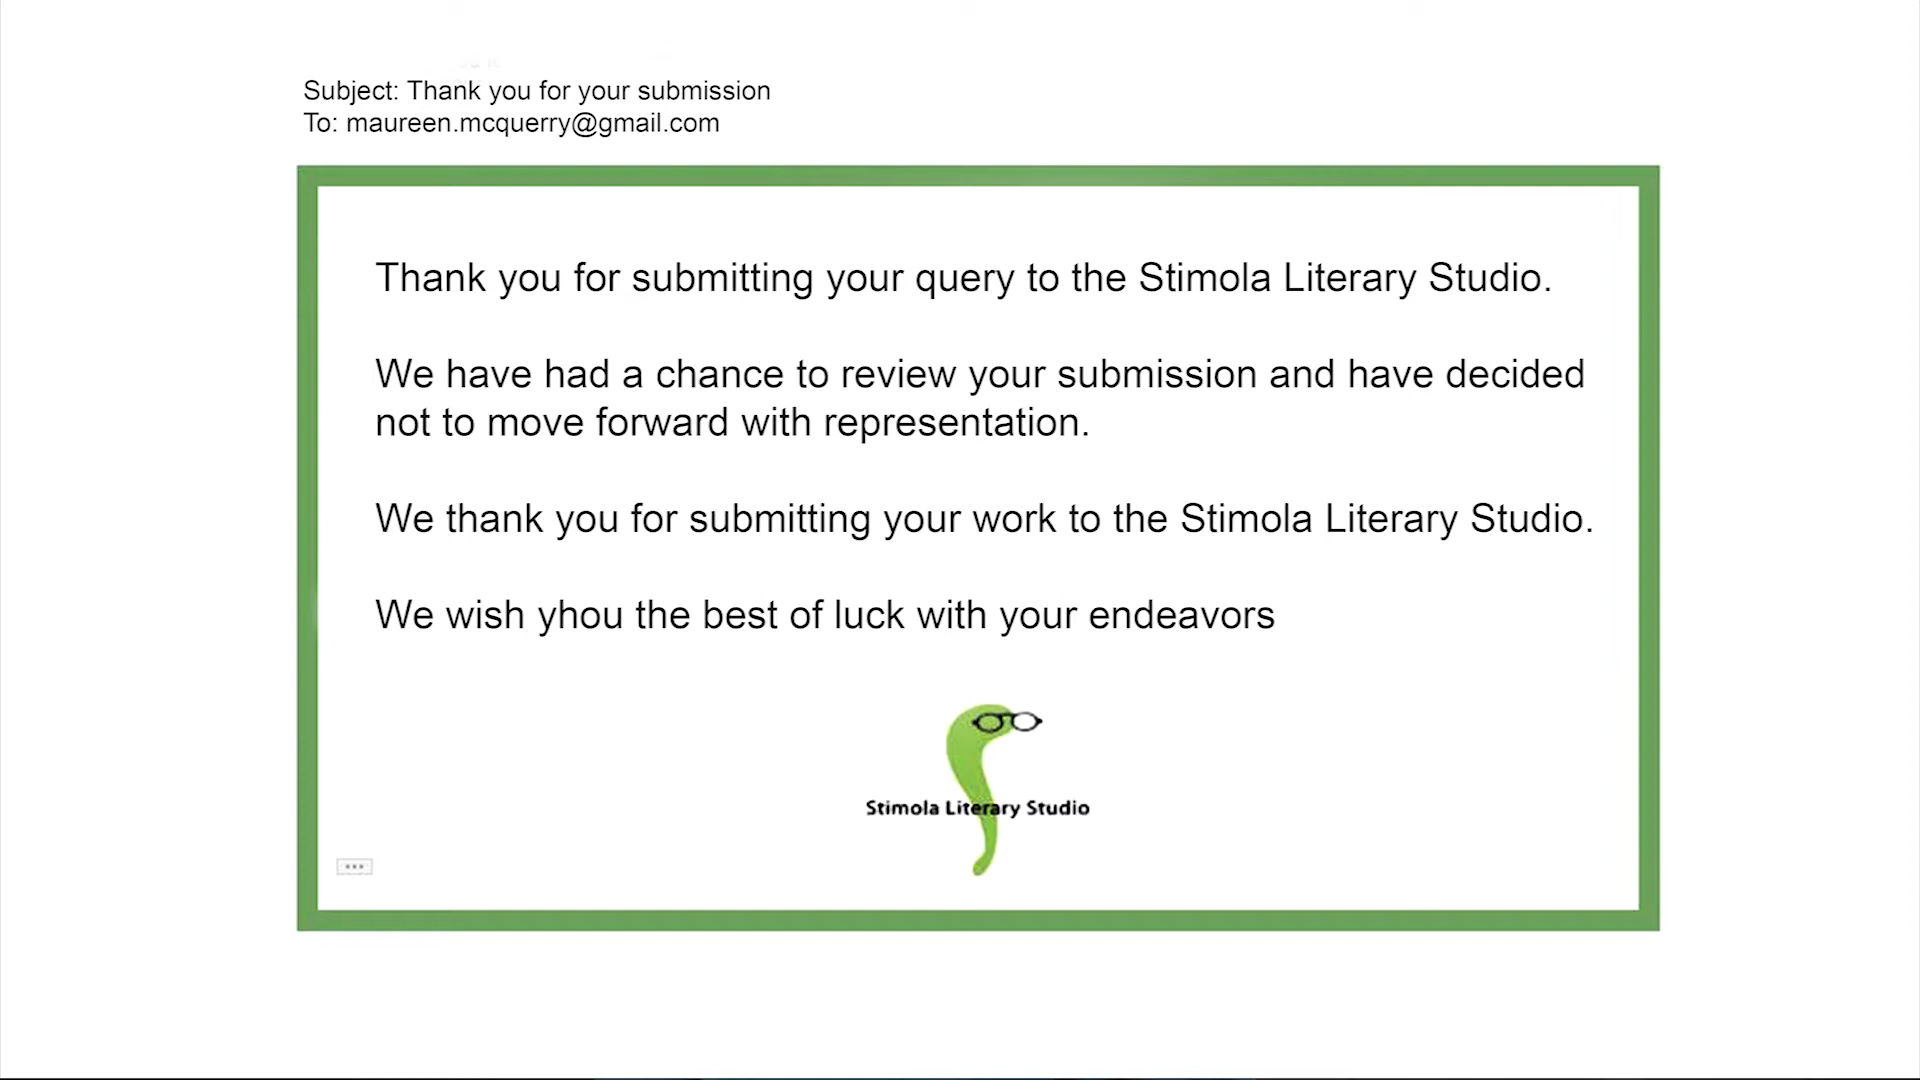 Subject: Thank you for your submission
To: maureen.mcquerry@gmail.com
Thank you for submitting your query to the Stimola Literary Studio.
We have had a chance to review your submission and have decided
not to move forward with representation.
We thank you for submitting your work to the Stimola Literary Studio.
We wish yhou the best of luck with your endeavors
Stimola Literary Studio